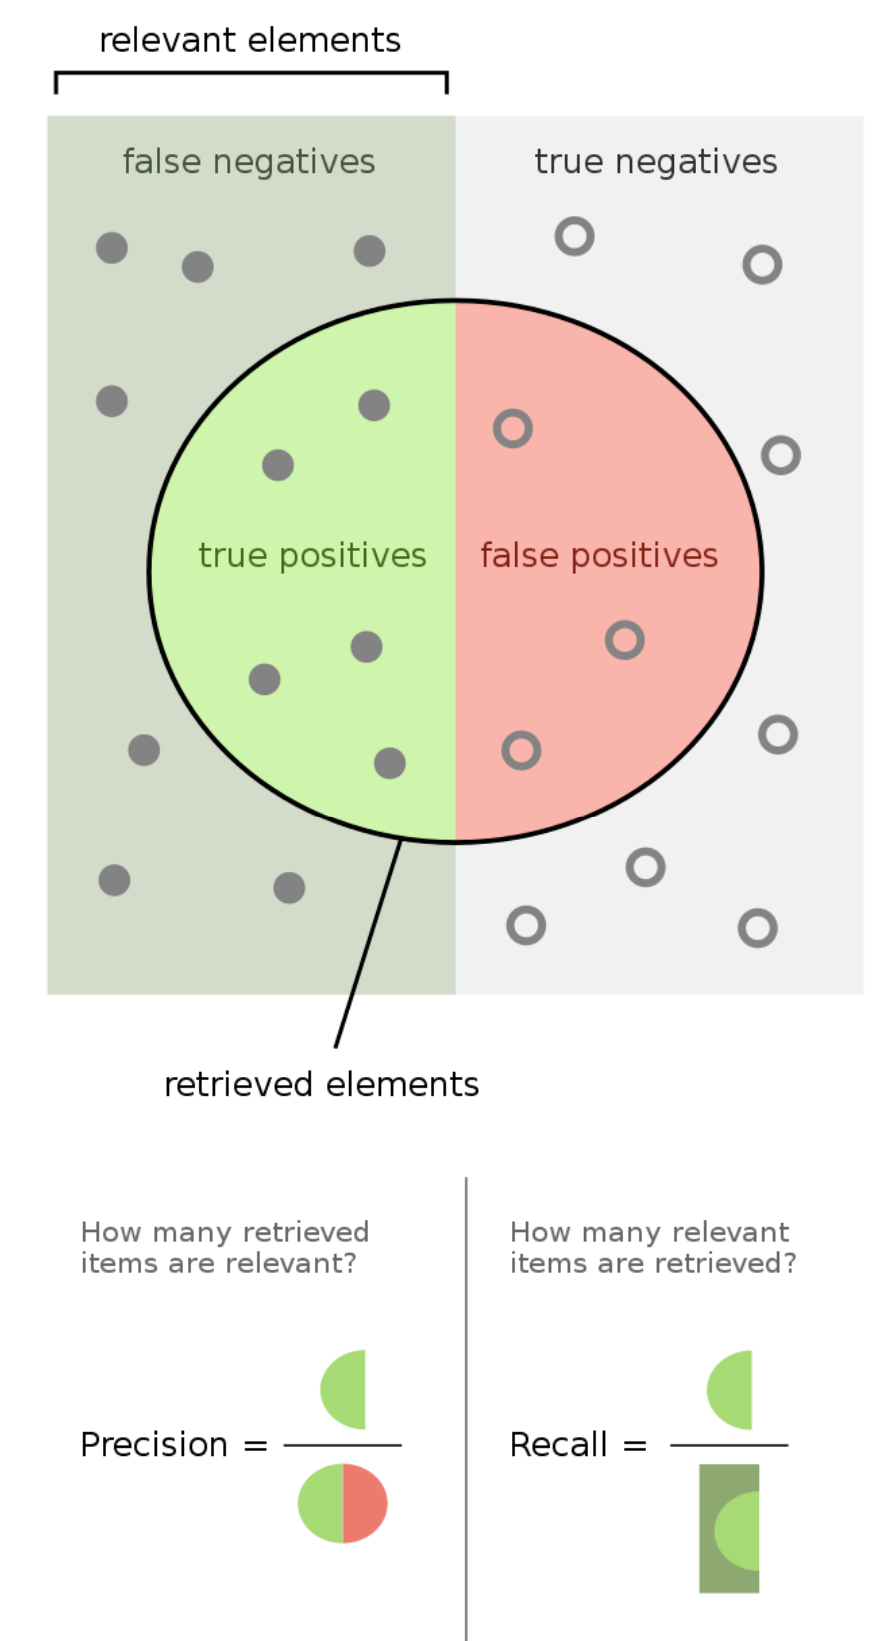 relevant elements
false negatives
true negatives
true positives
false positives
retrieved elements
How many retrieved
items are relevant?
Precision =
How many relevant
items are retrieved?
Recall =